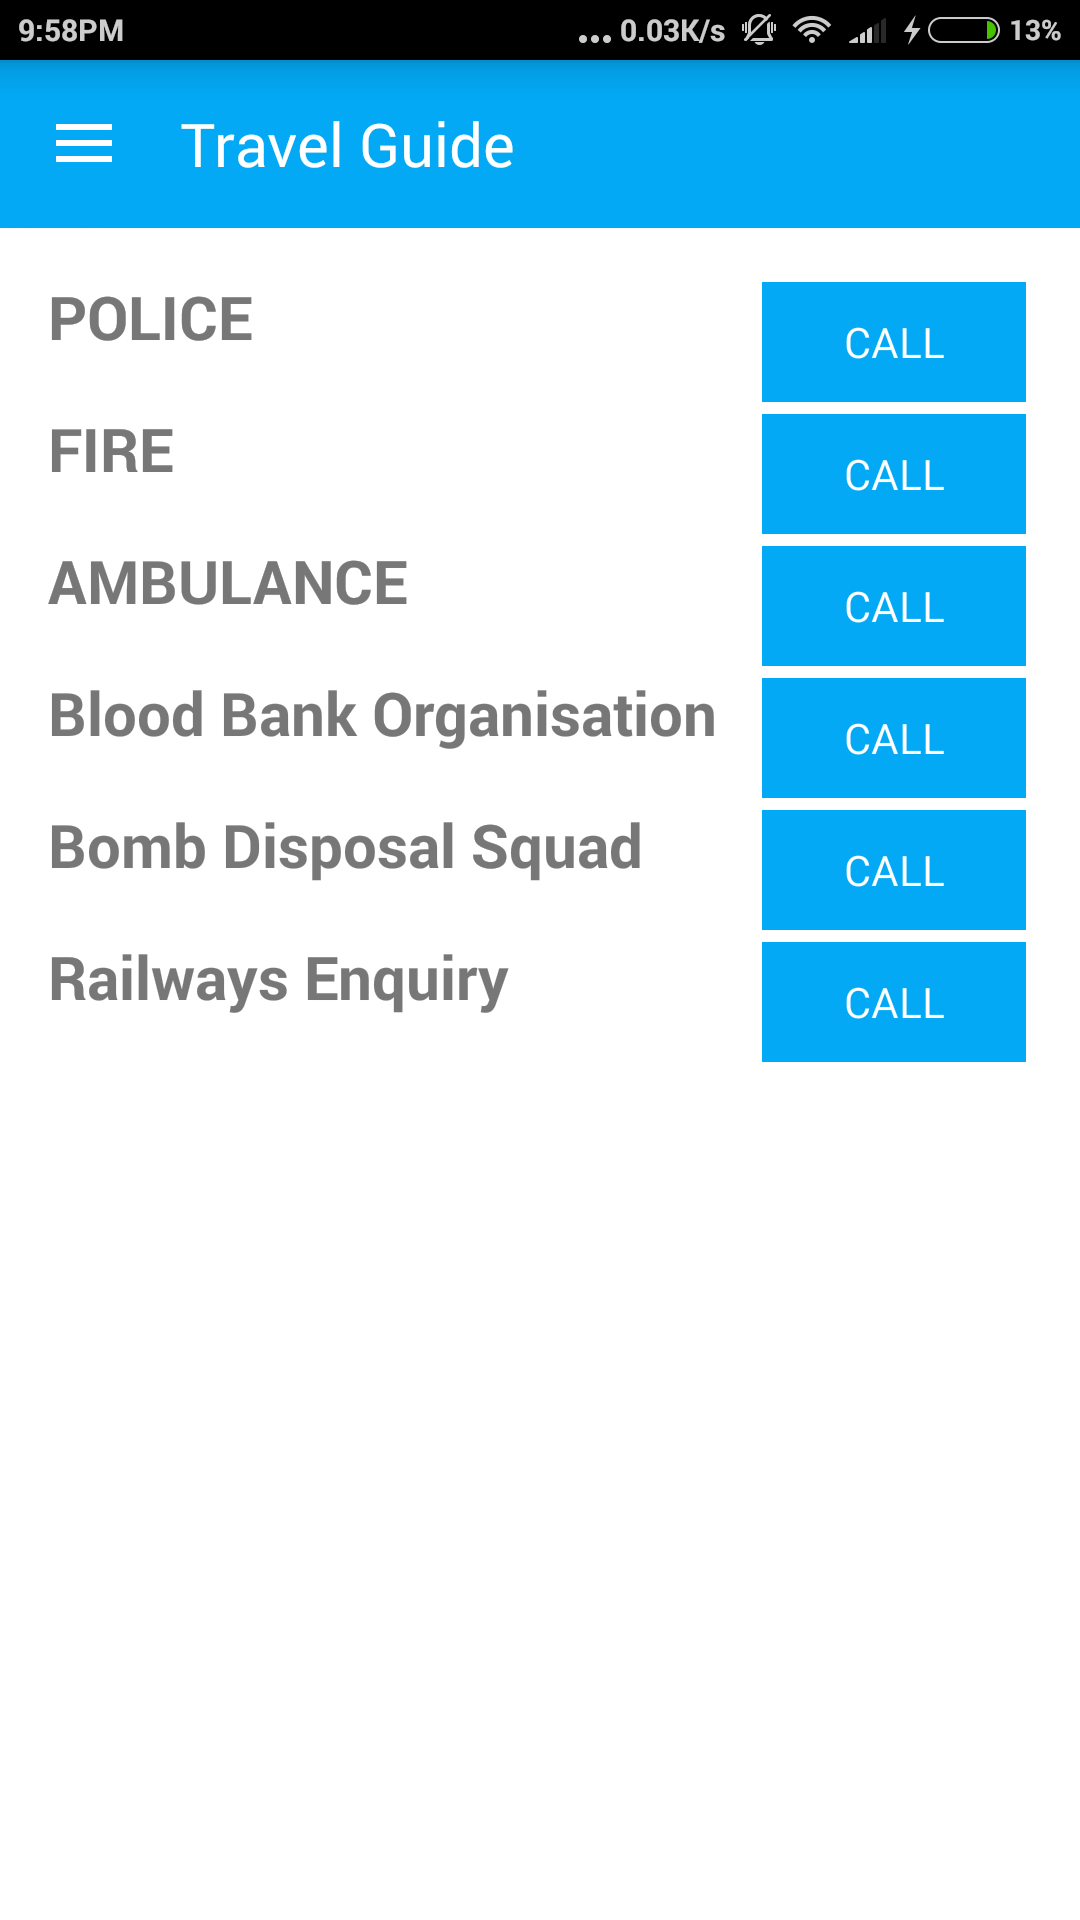 9:58PM ... 0.03K/s 13%
Travel Guide
POLICE CALL
FIRE CALL
AMBULANCE CALL
Blood Bank Organisation CALL
Bomb Disposal Squad CALL
Railways Enquiry CALL